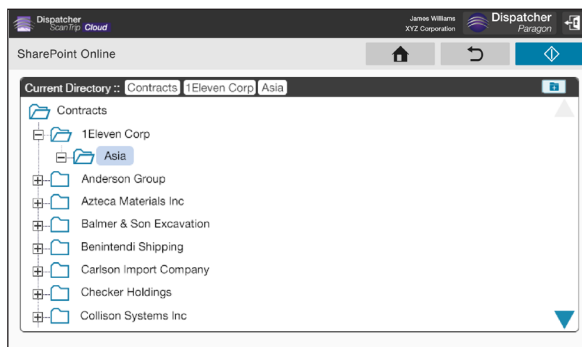 Dispatcher
ScanTrip Cloud
James Williams
XYZ Corporation
Dispatcher
Paragon
SharePoint Online
Current Directory :: Contracts 1Eleven Corp Asia
Contracts
1Eleven Corp
Asia
Anderson Group
Azteca Materials Inc
Balmer & Son Excavation
Benintendi Shipping
Carlson Import Company
Checker Holdings
Collison Systems Inc